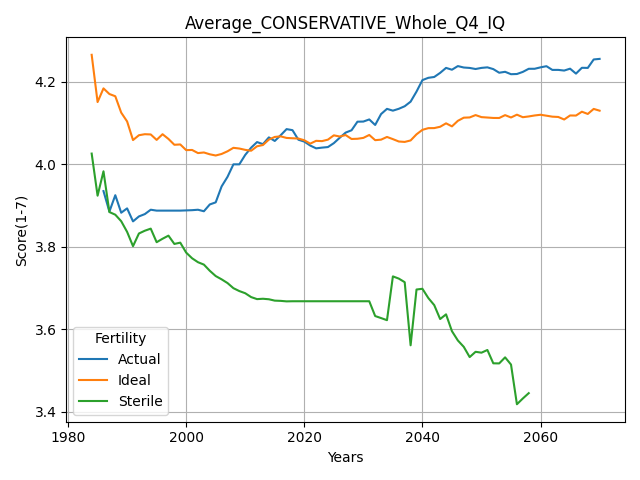 Average_CONSERVATIVE_Whole_Q4_IQ
Score(1-7)
4.2
4.0
3.8
3.6
3.4
Fertility
Actual
Ideal
Sterile
1980 2000 2020 2040 2060
Years